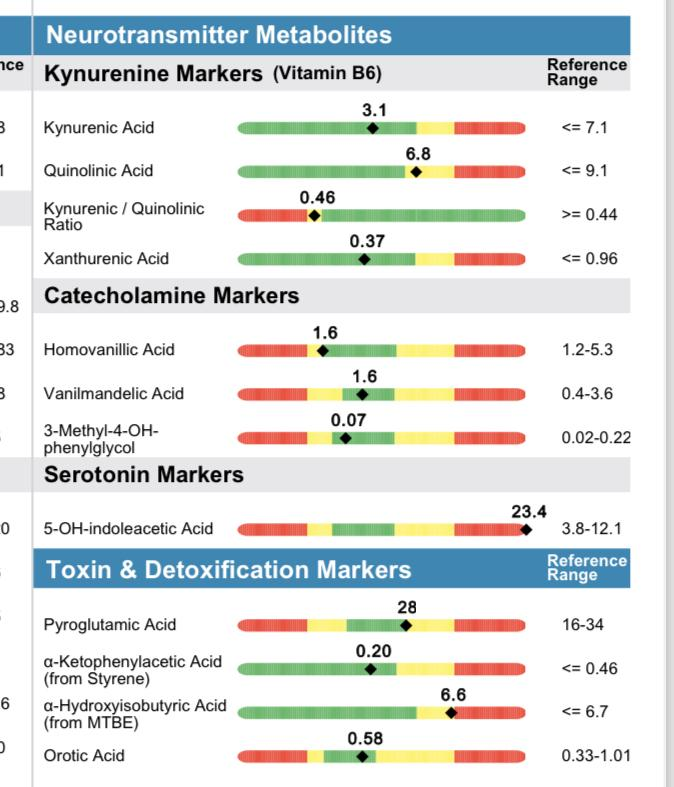 Neurotransmitter Metabolites
nce
Kynurenine Markers (Vitamin B6)
Reference
Range
3.1
Kynurenic Acid
<= 7.1
6.8
Quinolinic Acid
<= 9.1
0.46
Kynurenic / Quinolinic
Ratio
>= 0.44
0.37
Xanthurenic Acid
<= 0.96
Catecholamine Markers
9.8
1.6
Homovanillic Acid
1.2-5.3
33
1.6
Vanilmandelic Acid
0.4-3.6
0.07
3-Methyl-4-OH-
phenylglycol
0.02-0.22
Serotonin Markers
23.4
5-OH-indoleacetic Acid
3.8-12.1
Toxin & Detoxification Markers
Reference
Range
28
Pyroglutamic Acid
16-34
0.20
α-Ketophenylacetic Acid
(from Styrene)
<= 0.46
6.6
α-Hydroxyisobutyric Acid
(from MTBE)
<= 6.7
0.58
Orotic Acid
0.33-1.01